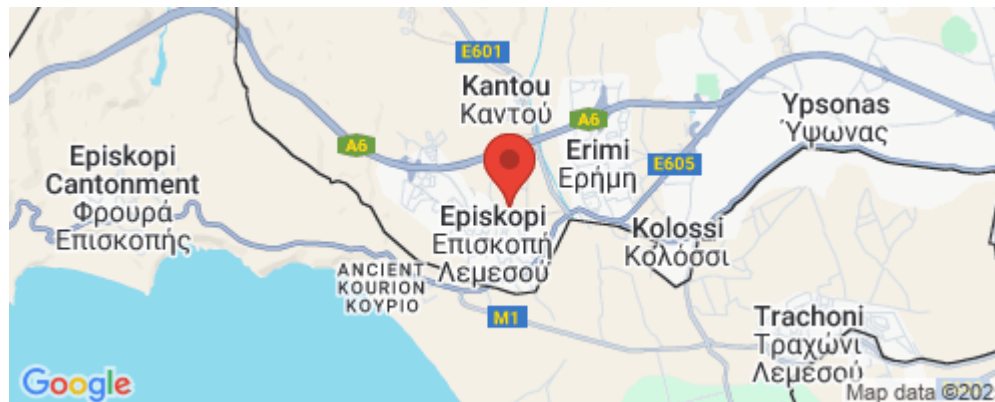 E601
Kantou
Καντού
A6
Ypsonas
Ύψωνας
A6
Erimi
Ερήμη
E605
Episkopi
Cantonment
Φρουρά
Επισκοπής
Episkopi
Επισκοπή
Λεμεσού
Kolossi
Κολόσσι
ANCIENT
KOURION
ΚΟΥΡΙΟ
M1
Trachoni
Τραχώνι
Λεμέσού
Google
Map data ©202